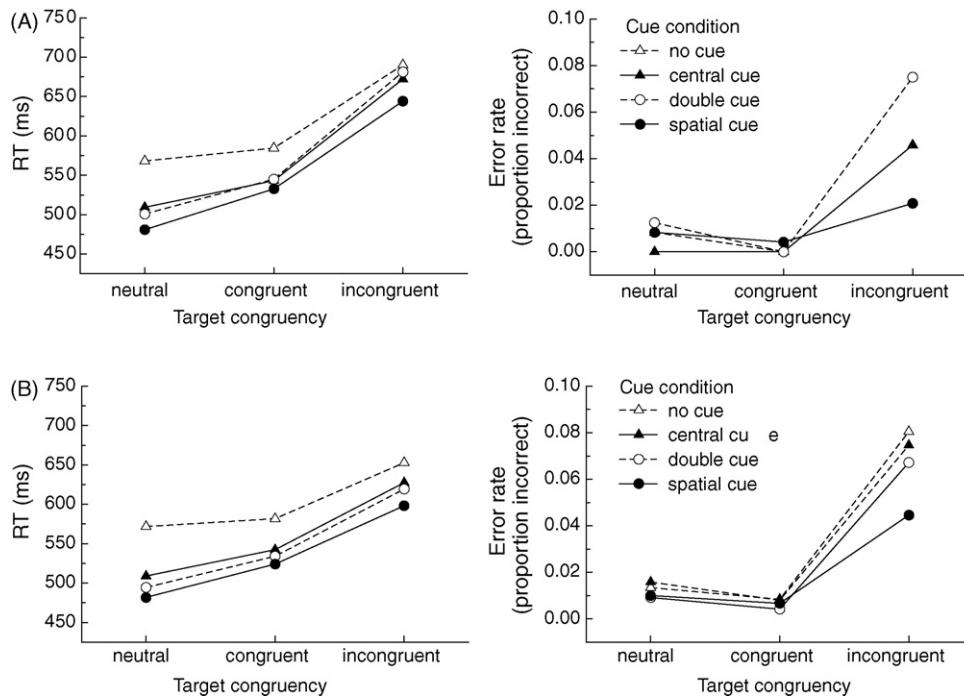 (A)
750
700
650
600
550
500
450
RT (ms)
neutral congruent incongruent
Target congruency
0.10
0.08
0.06
0.04
0.02
0.00
Error rate
(proportion incorrect)
Cue condition
no cue
central cue
double cue
spatial cue
neutral congruent incongruent
Target congruency
(B)
750
700
650
600
550
500
450
RT (ms)
neutral congruent incongruent
Target congruency
0.10
0.08
0.06
0.04
0.02
0.00
Error rate
(proportion incorrect)
Cue condition
no cue
central cu e
double cue
spatial cue
neutral congruent incongruent
Target congruency